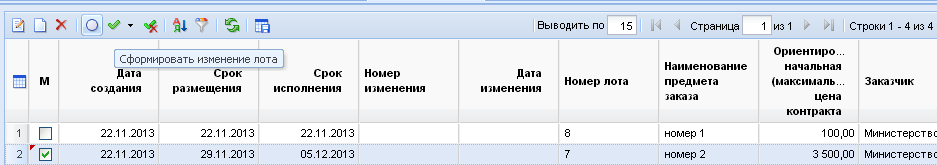 Выводить по 15 Страница 1 из 1 Строки 1 - 4 из 4
Сформировать изменение лота
М Дата создания Срок размещения Срок исполнения Номер изменения Дата изменения Номер лота Наименование предмета заказа Ориентиро... начальная (максималь... цена контракта Заказчик
1 22.11.2013 22.11.2013 22.11.2013 8 номер 1 100,00 Министерство
2 22.11.2013 29.11.2013 05.12.2013 7 номер 2 3 500,00 Министерство